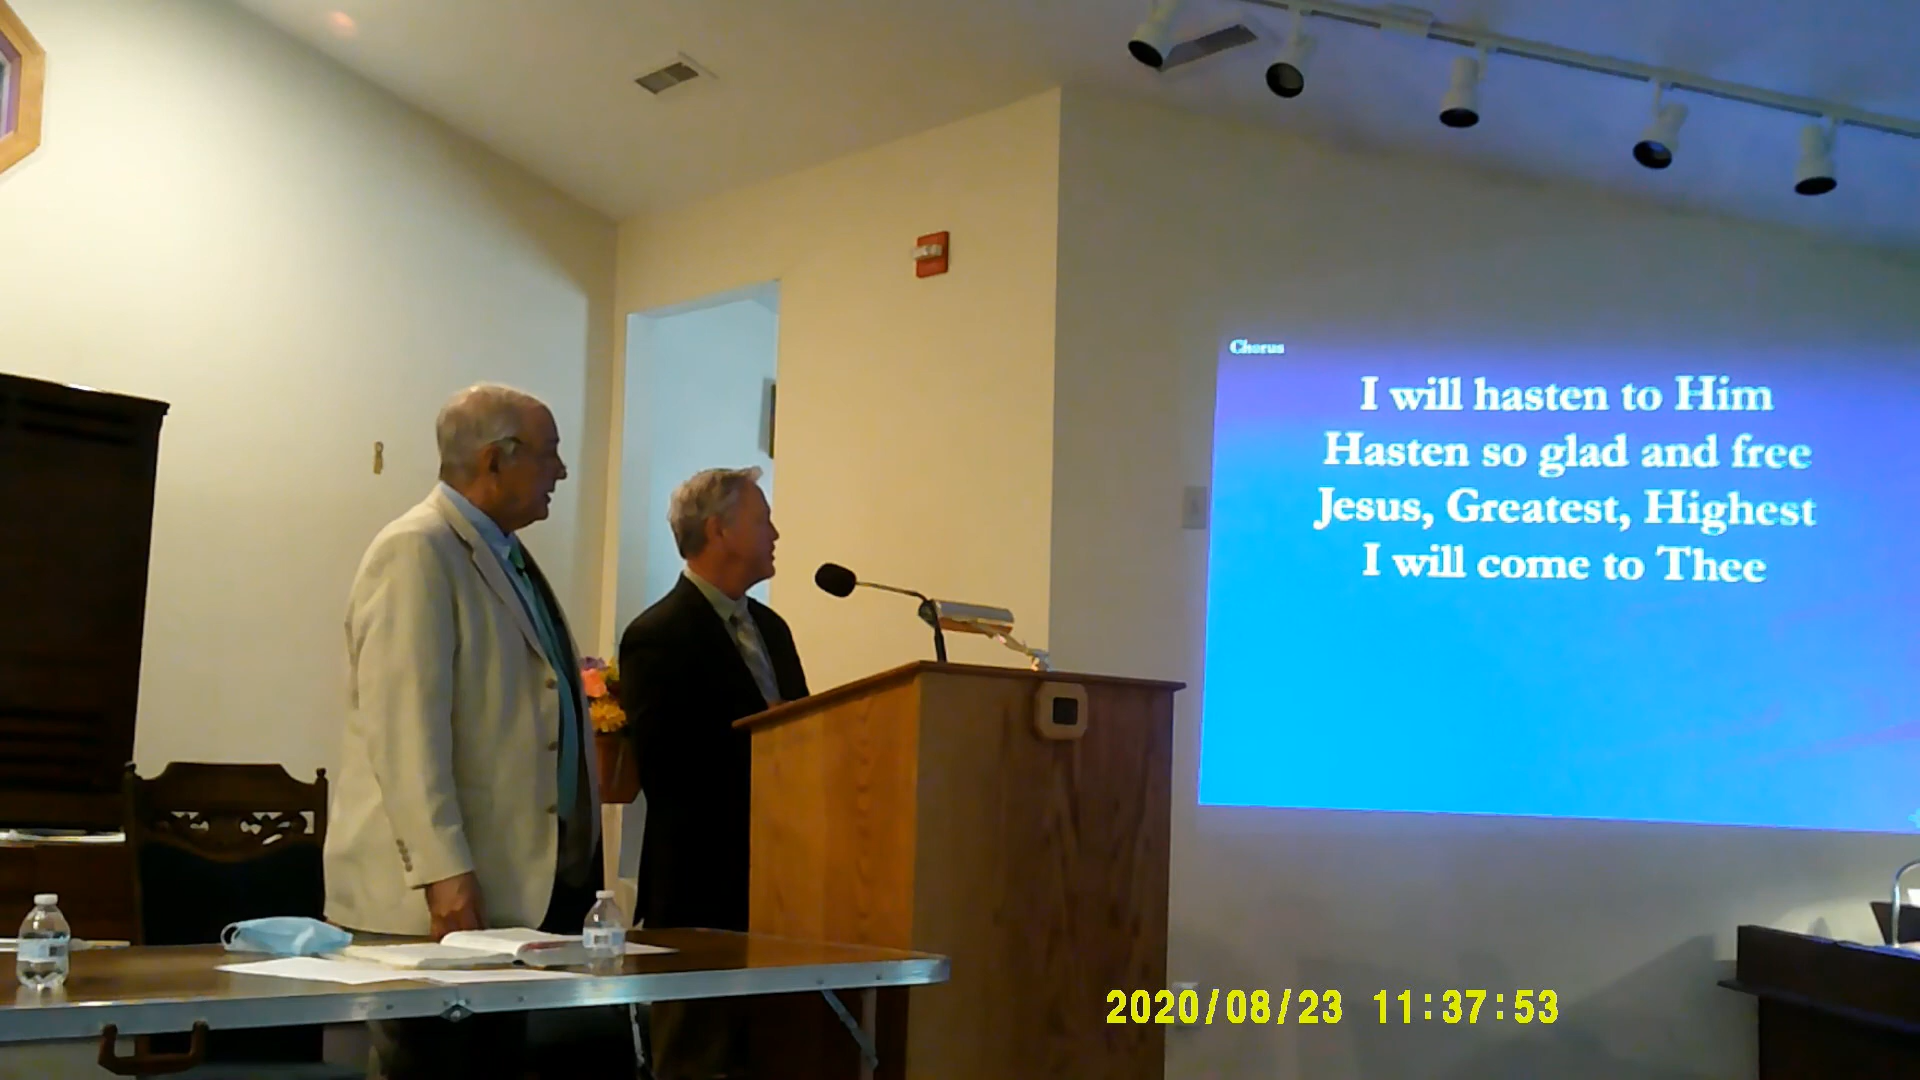 Chorus
I will hasten to Him
Hasten so glad and free
Jesus, Greatest, Highest
I will come to Thee
2020/08/23 11:37:53